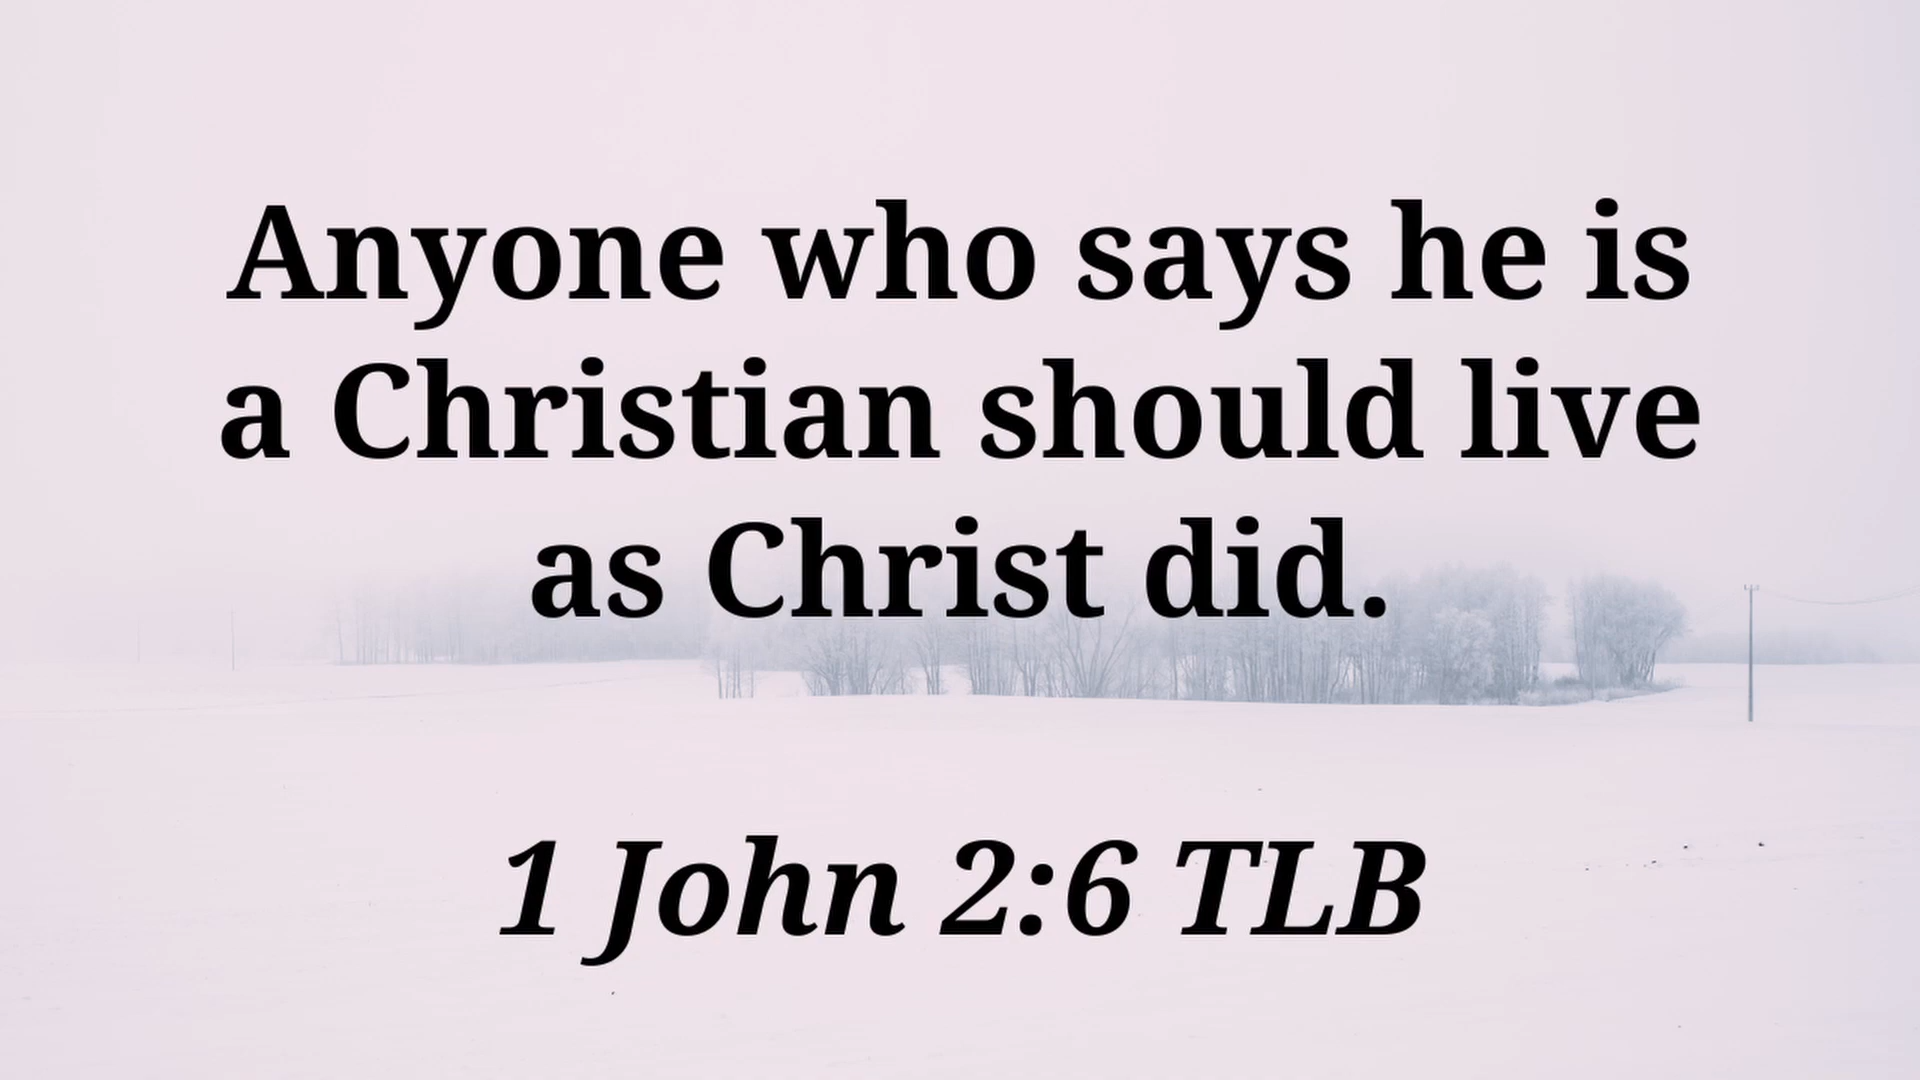 Anyone who says he is
a Christian should live
as Christ did.
1 John 2:6 TLB